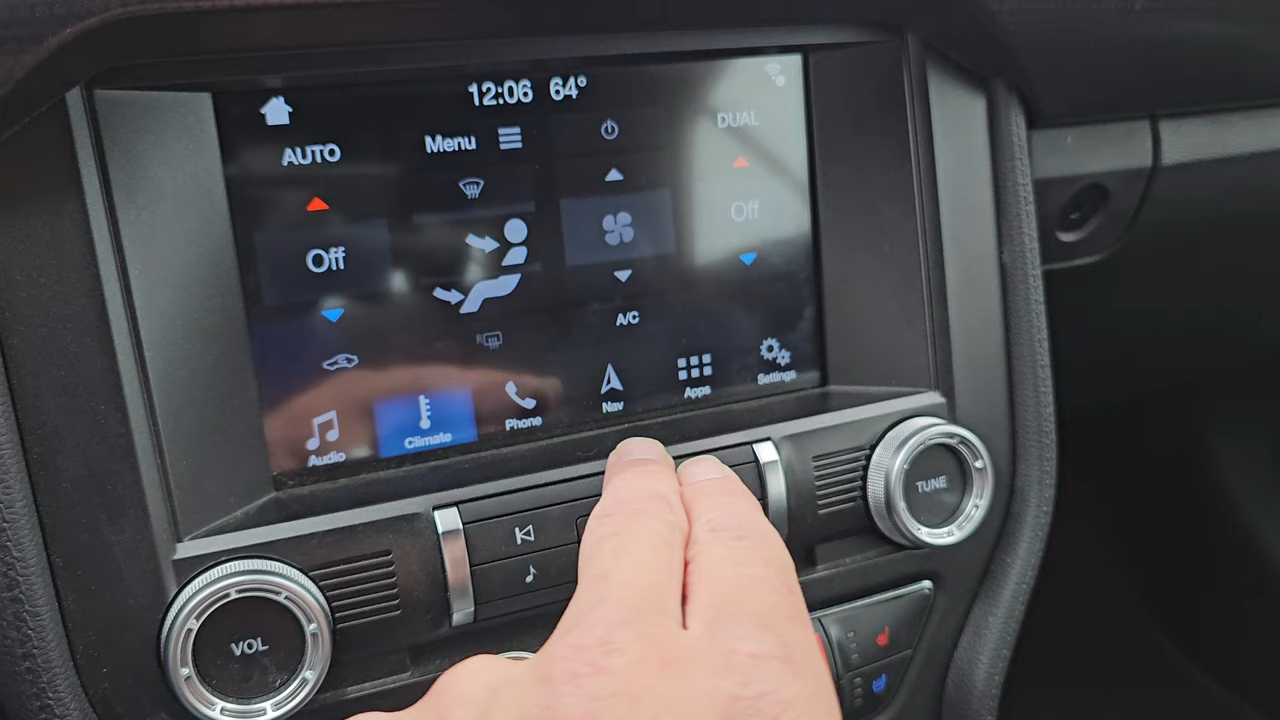 12:06 64°
AUTO
Menu
DUAL
Off
Off
A/C
Audio
Climate
Phone
Nav
Apps
Settings
VOL
TUNE